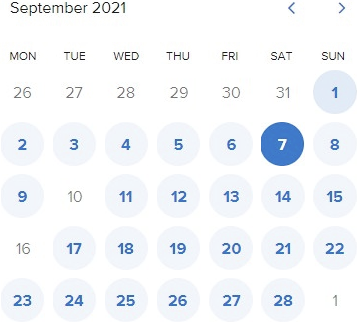 September 2021
MON TUE WED THU FRI SAT SUN
26 27 28 29 30 31 1
2 3 4 5 6 7 8
9 10 11 12 13 14 15
16 17 18 19 20 21 22
23 24 25 26 27 28 1